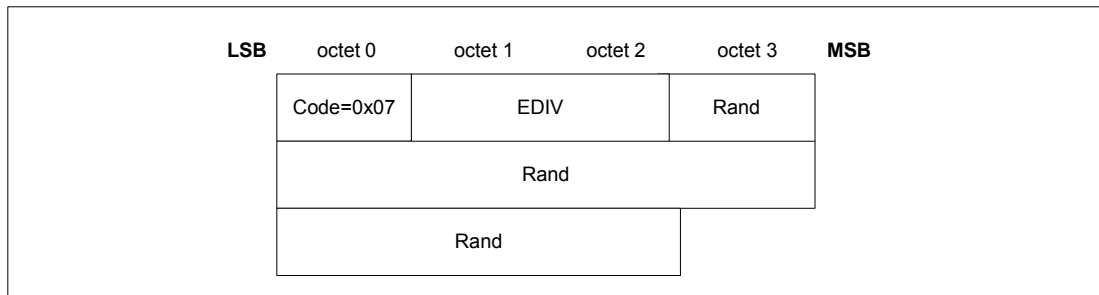 LSB octet 0 octet 1 octet 2 octet 3 MSB
Code=0x07 EDIV Rand
Rand
Rand